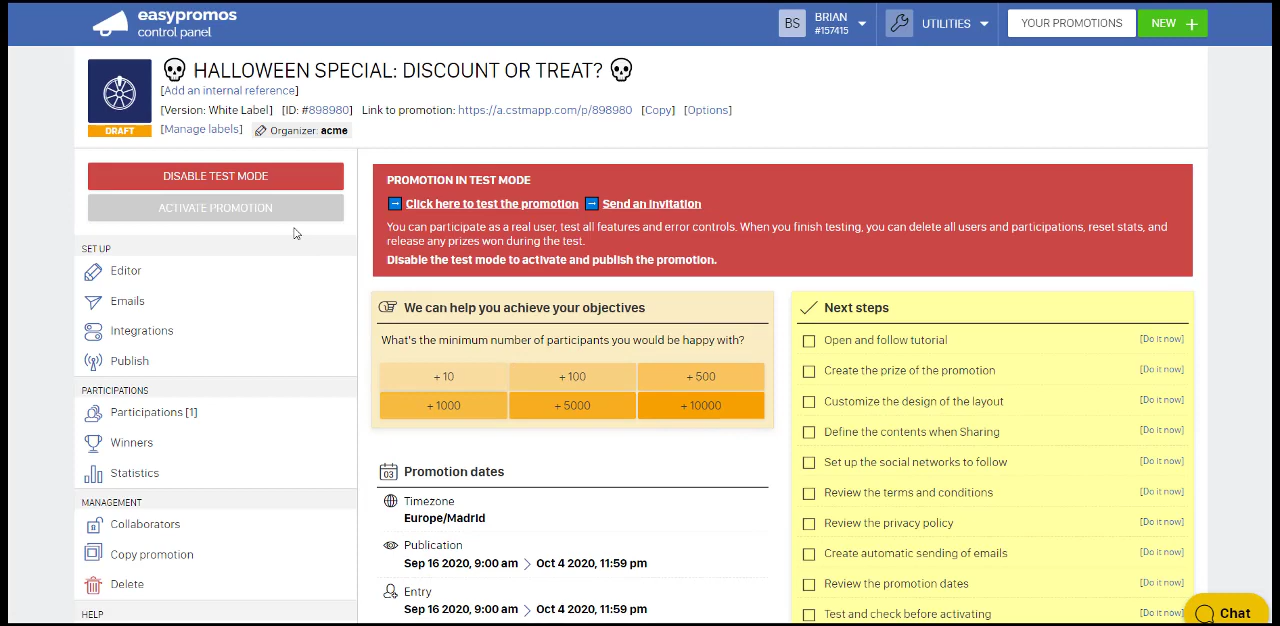 easypromos
control panel
BS
BRIAN
#157415
UTILITIES
YOUR PROMOTIONS
NEW +
💀 HALLOWEEN SPECIAL: DISCOUNT OR TREAT? 💀
[Add an internal reference]
[Version: White Label] [ID: #898980] Link to promotion: https://a.cstmapp.com/p/898980 [Copy] [Options]
DRAFT
[Manage labels] Organizer: acme
DISABLE TEST MODE
ACTIVATE PROMOTION
SET UP
Editor
Emails
Integrations
Publish
PARTICIPATIONS
Participations [1]
Winners
Statistics
MANAGEMENT
Collaborators
Copy promotion
Delete
HELP
PROMOTION IN TEST MODE
Click here to test the promotion Send an invitation
You can participate as a real user, test all features and error controls. When you finish testing, you can delete all users and participations, reset stats, and
release any prizes won during the test.
Disable the test mode to activate and publish the promotion.
We can help you achieve your objectives
What's the minimum number of participants you would be happy with?
+ 10 + 100 + 500
+ 1000 + 5000 + 10000
03 Promotion dates
Timezone
Europe/Madrid
Publication
Sep 16 2020, 9:00 am > Oct 4 2020, 11:59 pm
Entry
Sep 16 2020, 9:00 am > Oct 4 2020, 11:59 pm
Next steps
Open and follow tutorial [Do it now]
Create the prize of the promotion [Do it now]
Customize the design of the layout [Do it now]
Define the contents when Sharing [Do it now]
Set up the social networks to follow [Do it now]
Review the terms and conditions [Do it now]
Review the privacy policy [Do it now]
Create automatic sending of emails [Do it now]
Review the promotion dates [Do it now]
Test and check before activating [Do it now]
Chat